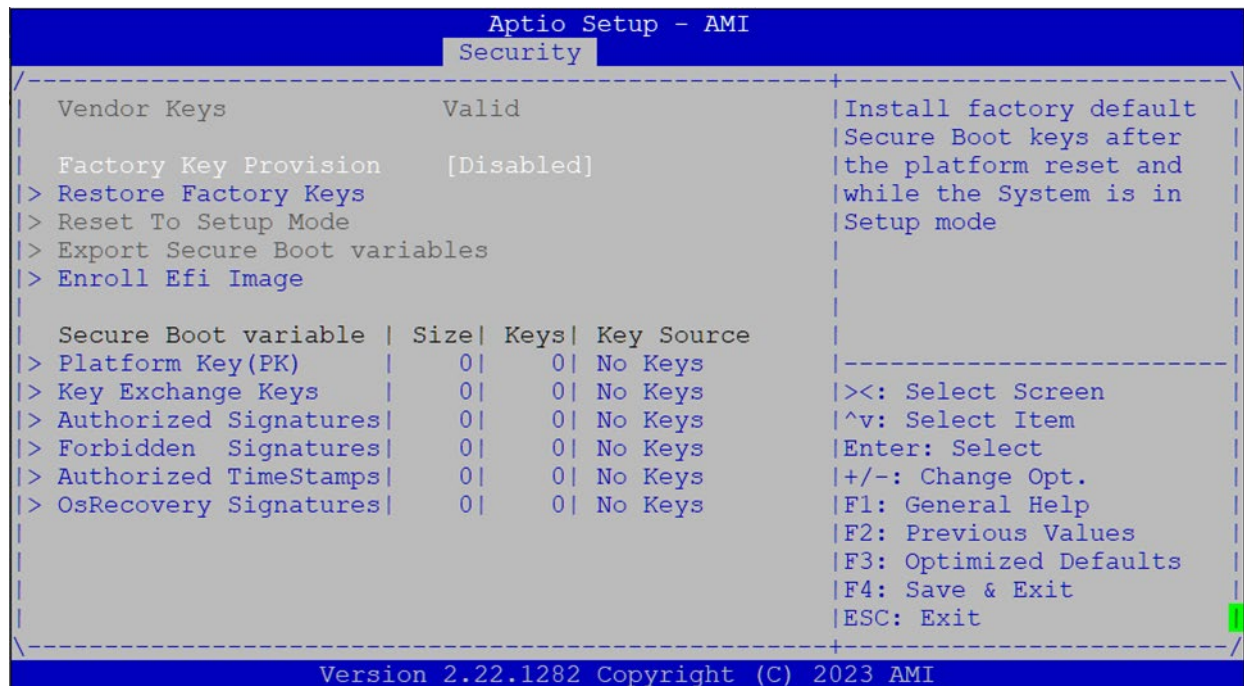 Aptio Setup - AMI
Security
Vendor Keys Valid
Factory Key Provision [Disabled]
> Restore Factory Keys
> Reset To Setup Mode
> Export Secure Boot variables
> Enroll Efi Image
Secure Boot variable | Size| Keys| Key Source
> Platform Key(PK) | 0| 0| No Keys
> Key Exchange Keys | 0| 0| No Keys
> Authorized Signatures| 0| 0| No Keys
> Forbidden Signatures| 0| 0| No Keys
> Authorized TimeStamps| 0| 0| No Keys
> OsRecovery Signatures| 0| 0| No Keys
Install factory default
Secure Boot keys after
the platform reset and
while the System is in
Setup mode
><: Select Screen
^v: Select Item
Enter: Select
+/-: Change Opt.
F1: General Help
F2: Previous Values
F3: Optimized Defaults
F4: Save & Exit
ESC: Exit
Version 2.22.1282 Copyright (C) 2023 AMI